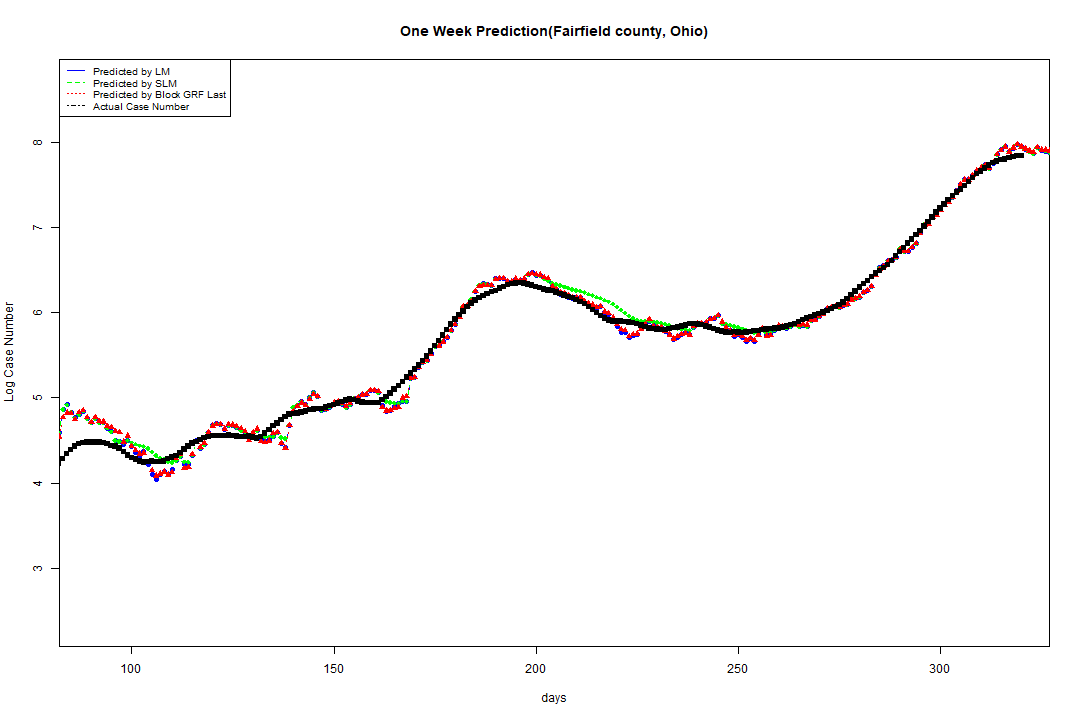 One Week Prediction(Fairfield county, Ohio)
Predicted by LM
Predicted by SLM
Predicted by Block GRF Last
Actual Case Number
8
7
6
5
4
3
Log Case Number
100 150 200 250 300
days